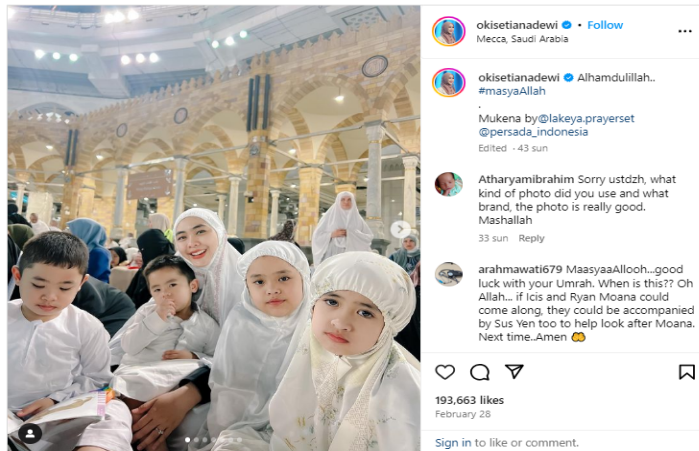 okisetianadewi • Follow
Mecca, Saudi Arabia
okisetianadewi Alhamdulillah..
#masyaAllah
.
Mukena by@lakeya.prayerset
@persada_indonesia
Edited · 43 sun
Atharyamibrahim Sorry ustdzh, what
kind of photo did you use and what
brand, the photo is really good.
Mashallah
33 sun Reply
arahmawati679 MaasyaaAllooh...good
luck with your Umrah. When is this?? Oh
Allah... if Icis and Ryan Moana could
come along, they could be accompanied
by Sus Yen too to help look after Moana.
Next time..Amen 🤲
193,663 likes
February 28
Sign in to like or comment.